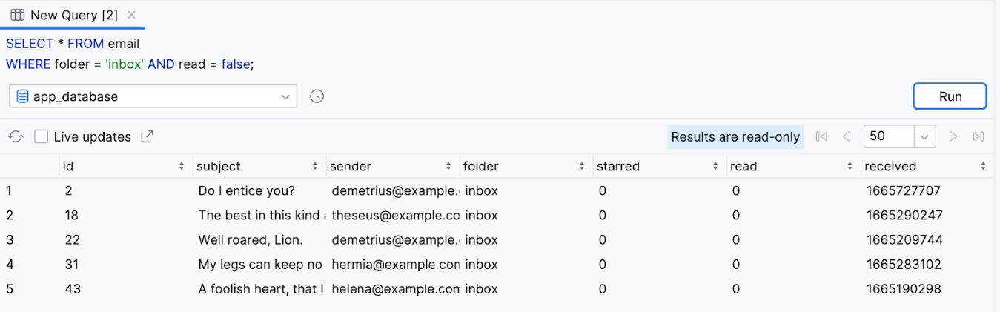 New Query [2]
SELECT * FROM email
WHERE folder = 'inbox' AND read = false;
app_database
Run
Live updates
Results are read-only
50
id subject sender folder starred read received
1 2 Do I entice you? demetrius@example. inbox 0 0 1665727707
2 18 The best in this kind theseus@example.co inbox 0 0 1665290247
3 22 Well roared, Lion. demetrius@example. inbox 0 0 1665209744
4 31 My legs can keep no hermia@example.con inbox 0 0 1665283102
5 43 A foolish heart, that I helena@example.con inbox 0 0 1665190298